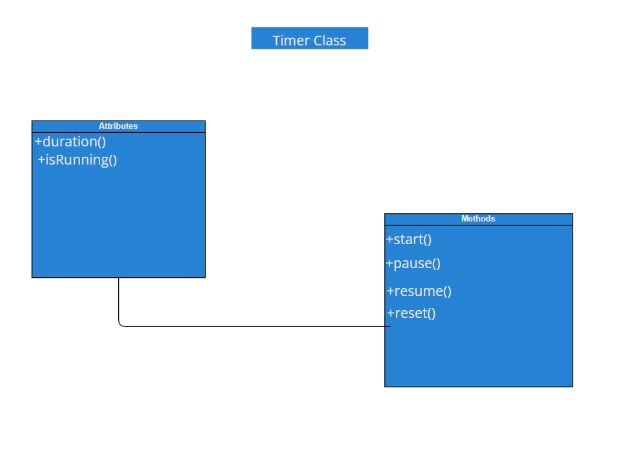 Timer Class
Attributes
+duration()
+isRunning()
Methods
+start()
+pause()
+resume()
+reset()